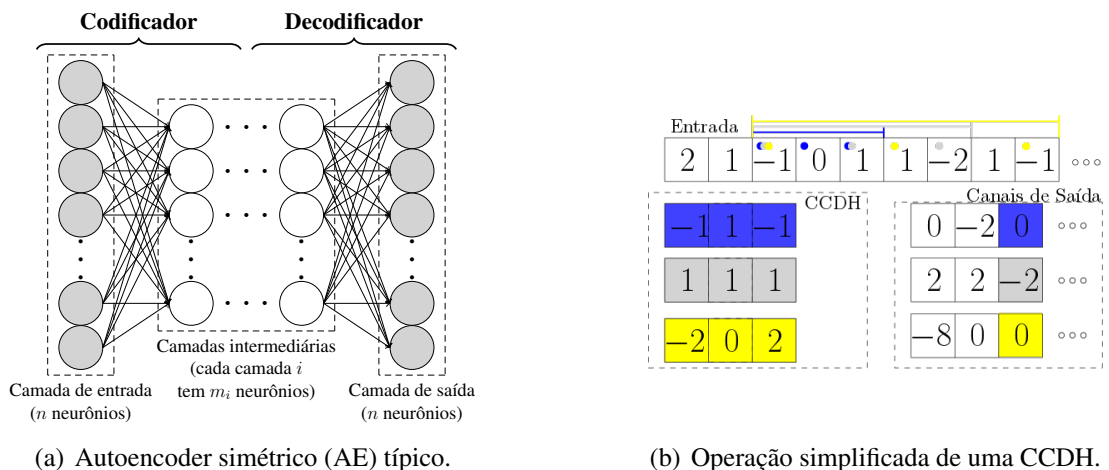 Codificador
Decodificador
Camadas intermediárias
(cada camada i
tem m_i neurônios)
Camada de entrada
(n neurônios)
Camada de saída
(n neurônios)
(a) Autoencoder simétrico (AE) típico.
Entrada
2 1 −1 0 1 1 −2 1 −1
CCDH
−1 1 −1
1 1 1
−2 0 2
Canais de Saída
0 −2 0
2 2 −2
−8 0 0
(b) Operação simplificada de uma CCDH.